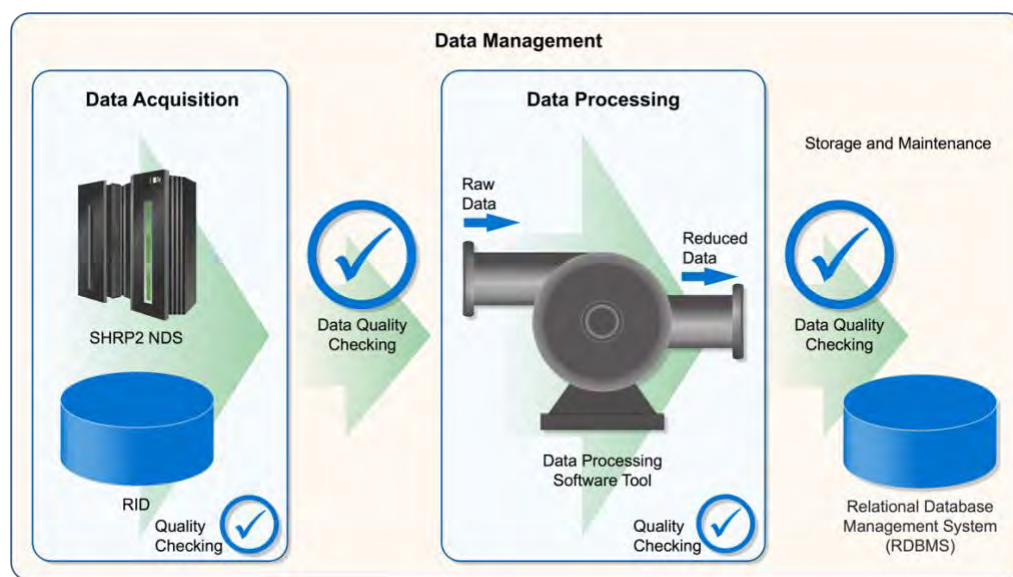 Data Management
Data Acquisition
SHRP2 NDS
RID
Quality
Checking
Data Quality
Checking
Data Processing
Raw
Data
Reduced
Data
Data Processing
Software Tool
Quality
Checking
Data Quality
Checking
Storage and Maintenance
Relational Database
Management System
(RDBMS)